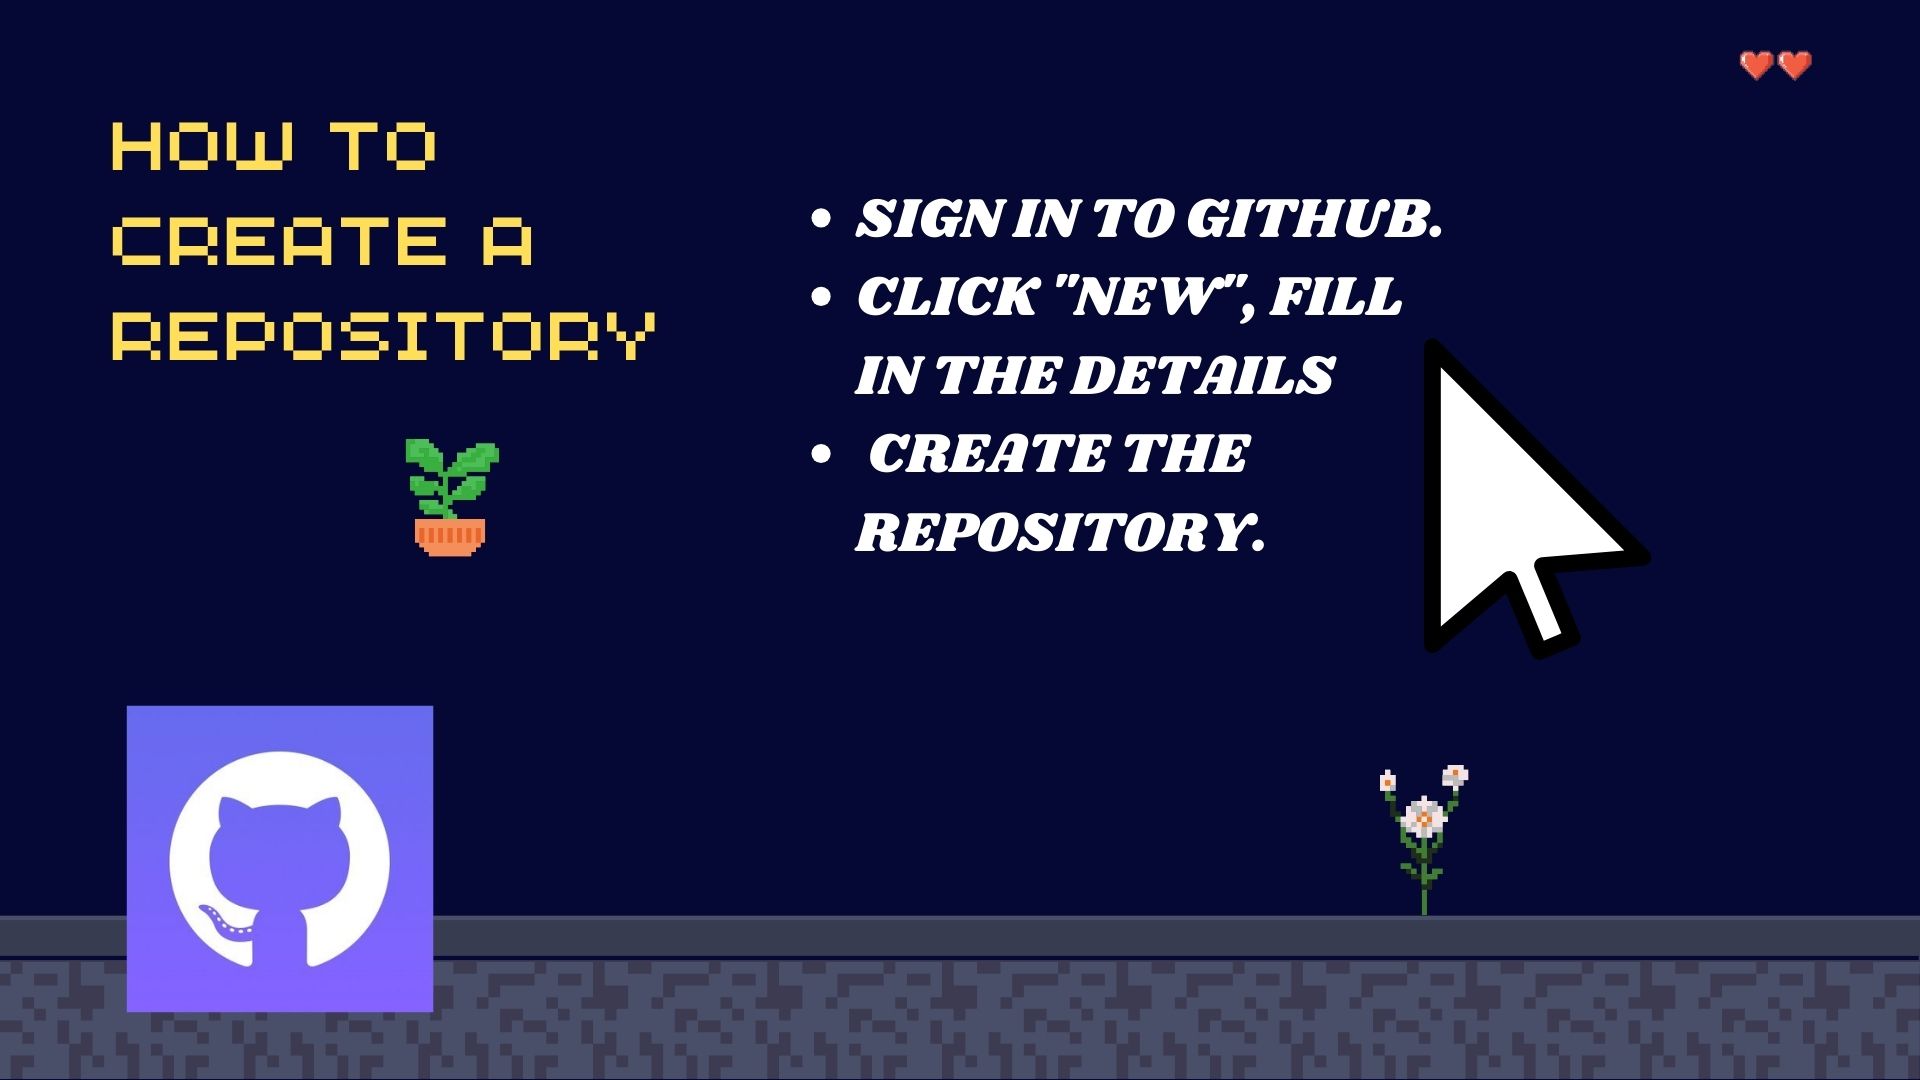 HOW TO
CREATE A
REPOSITORY
• SIGN IN TO GITHUB.
• CLICK "NEW", FILL
IN THE DETAILS
• CREATE THE
REPOSITORY.